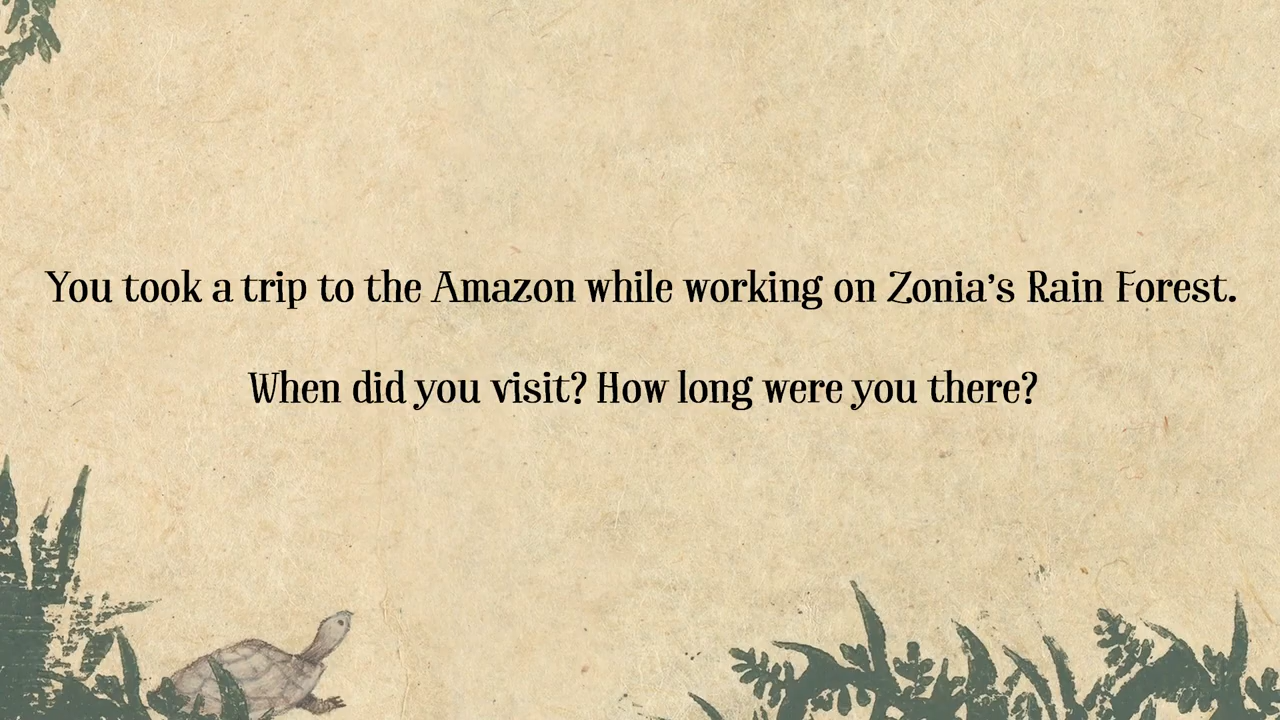 You took a trip to the Amazon while working on Zonia's Rain Forest.
When did you visit? How long were you there?